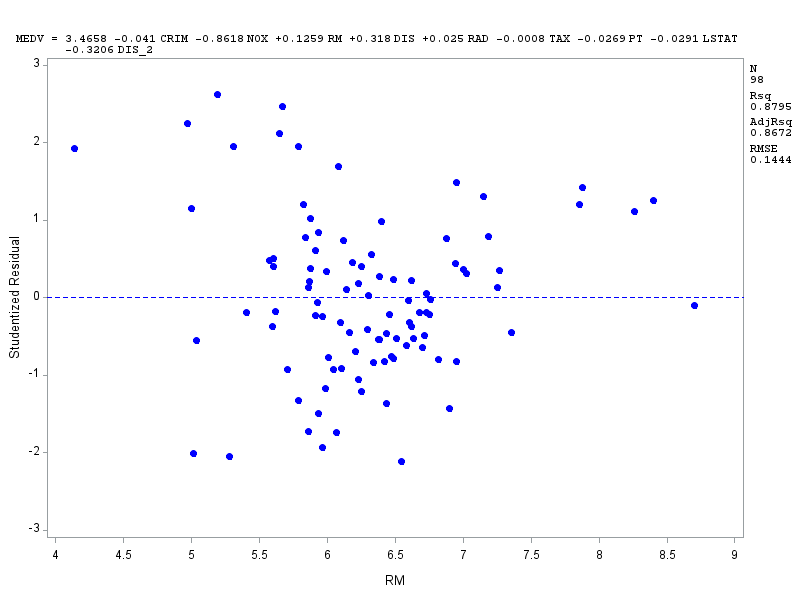 MEDV = 3.4658 -0.041 CRIM -0.8618 NOX +0.1259 RM +0.318 DIS +0.025 RAD -0.0008 TAX -0.0269 PT -0.0291 LSTAT
-0.3206 DIS_2
N
98
Rsq
0.8795
AdjRsq
0.8672
RMSE
0.1444
Studentized Residual
3
2
1
0
-1
-2
-3
4 4.5 5 5.5 6 6.5 7 7.5 8 8.5 9
RM